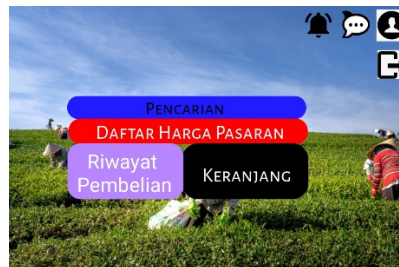 Pencarian
Daftar Harga Pasaran
Riwayat
Pembelian
Keranjang